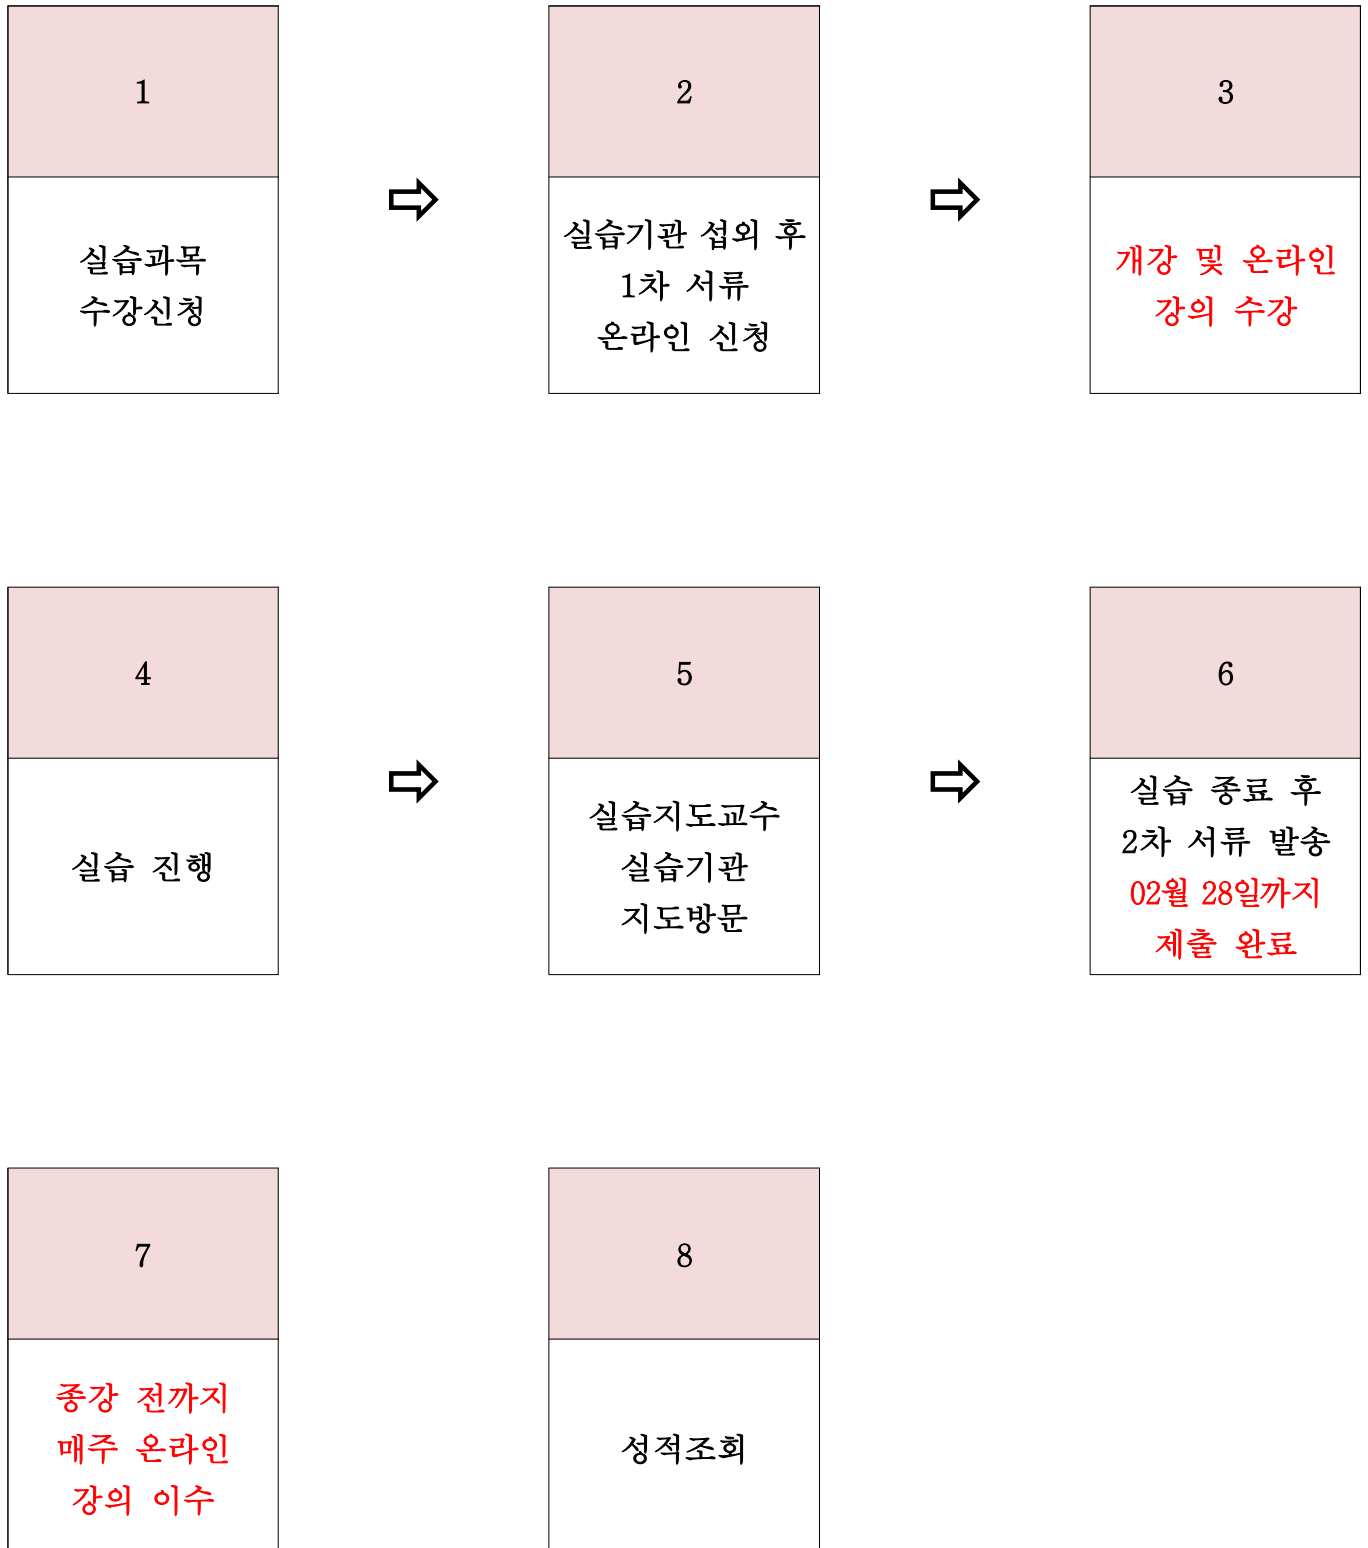 1
실습과목
수강신청
⇨
2
실습기관 섭외 후
1차 서류
온라인 신청
⇨
3
개강 및 온라인
강의 수강
4
실습 진행
⇨
5
실습지도교수
실습기관
지도방문
⇨
6
실습 종료 후
2차 서류 발송
02월 28일까지
제출 완료
7
종강 전까지
매주 온라인
강의 이수
8
성적조회